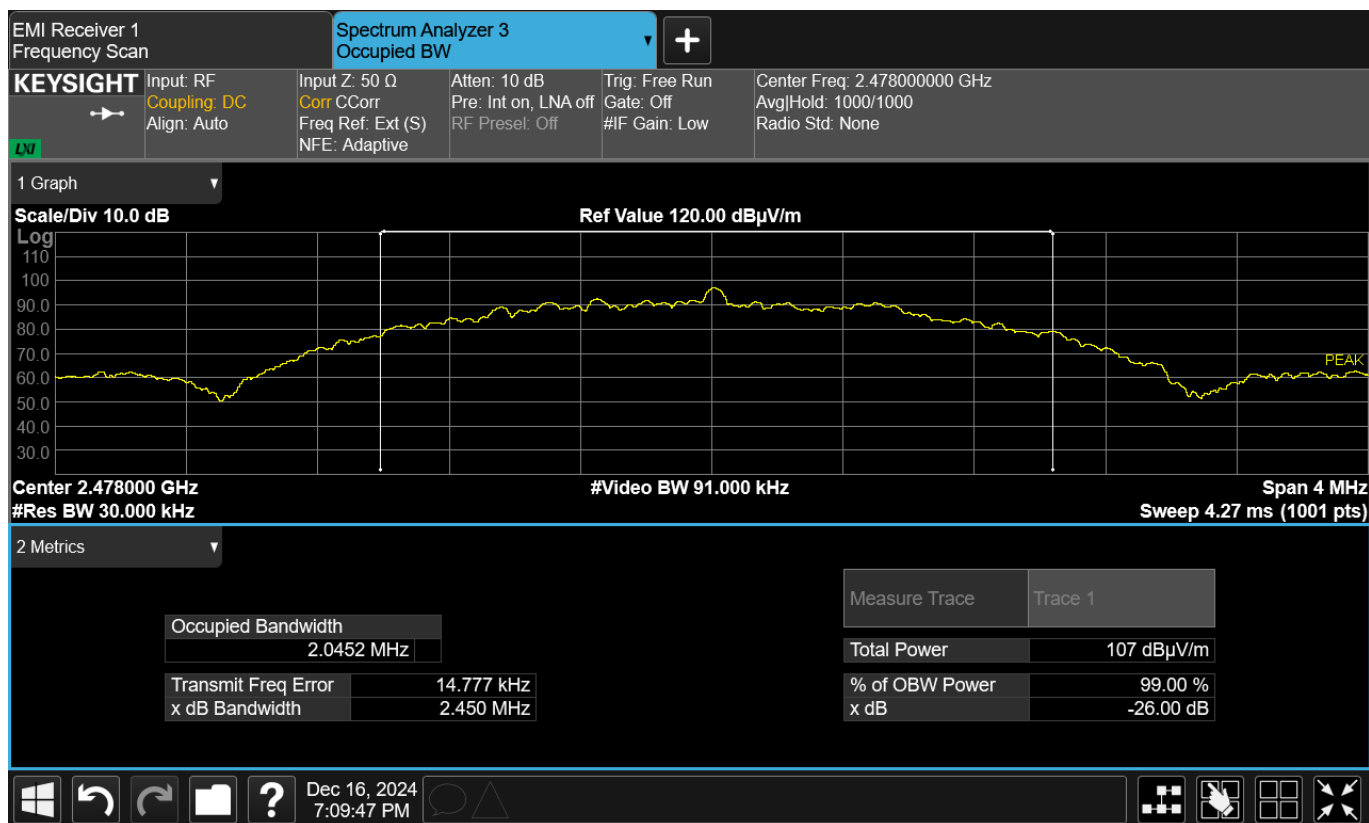 EMI Receiver 1
Frequency Scan
Spectrum Analyzer 3
Occupied BW
KEYSIGHT
LXI
Input: RF
Coupling: DC
Align: Auto
Input Z: 50 Ω
Corr CCorr
Freq Ref: Ext (S)
NFE: Adaptive
Atten: 10 dB
Pre: Int on, LNA off
RF Presel: Off
Trig: Free Run
Gate: Off
#IF Gain: Low
Center Freq: 2.478000000 GHz
Avg|Hold: 1000/1000
Radio Std: None
1 Graph
Scale/Div 10.0 dB
Ref Value 120.00 dBµV/m
Log
110
100
90.0
80.0
70.0
PEAK
60.0
50.0
40.0
30.0
Center 2.478000 GHz
#Video BW 91.000 kHz
Span 4 MHz
#Res BW 30.000 kHz
Sweep 4.27 ms (1001 pts)
2 Metrics
Measure Trace
Trace 1
Occupied Bandwidth
2.0452 MHz
Total Power
107 dBµV/m
Transmit Freq Error
14.777 kHz
% of OBW Power
99.00 %
x dB Bandwidth
2.450 MHz
x dB
-26.00 dB
?
Dec 16, 2024
7:09:47 PM